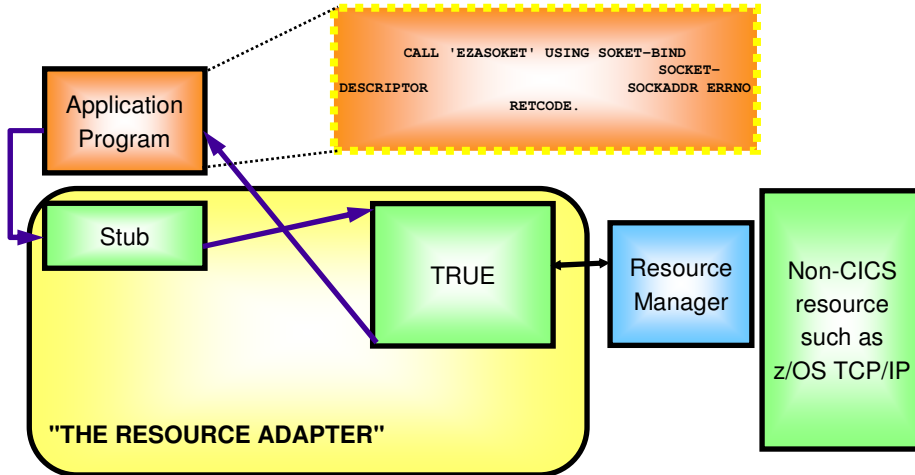 CALL 'EZASOKET' USING SOKET-BIND
SOCKET-
DESCRIPTOR SOCKADDR ERRNO
RETCODE.
Application
Program
Stub
TRUE
Resource
Manager
Non-CICS
resource
such as
z/OS TCP/IP
"THE RESOURCE ADAPTER"